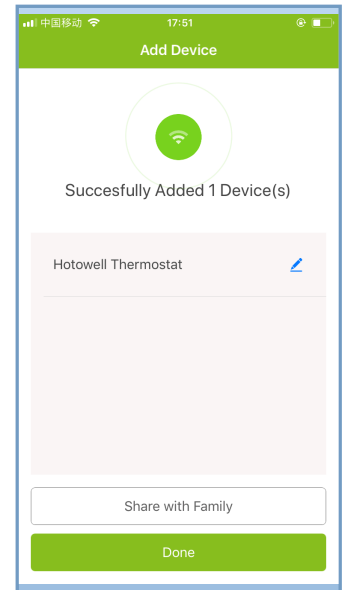 中国移动 17:51
Add Device
Succesfully Added 1 Device(s)
Hotowell Thermostat
Share with Family
Done